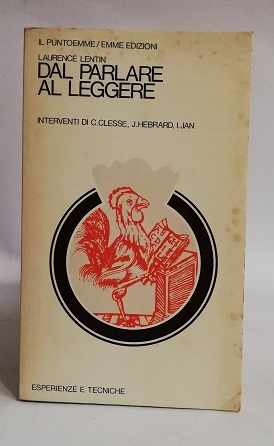 IL PUNTOEMME/EMME EDIZIONI
LAURENCE LENTIN
DAL PARLARE
AL LEGGERE
INTERVENTI DI C.CLESSE, J.HEBRARD, I.JAN
ESPERIENZE E TECNICHE